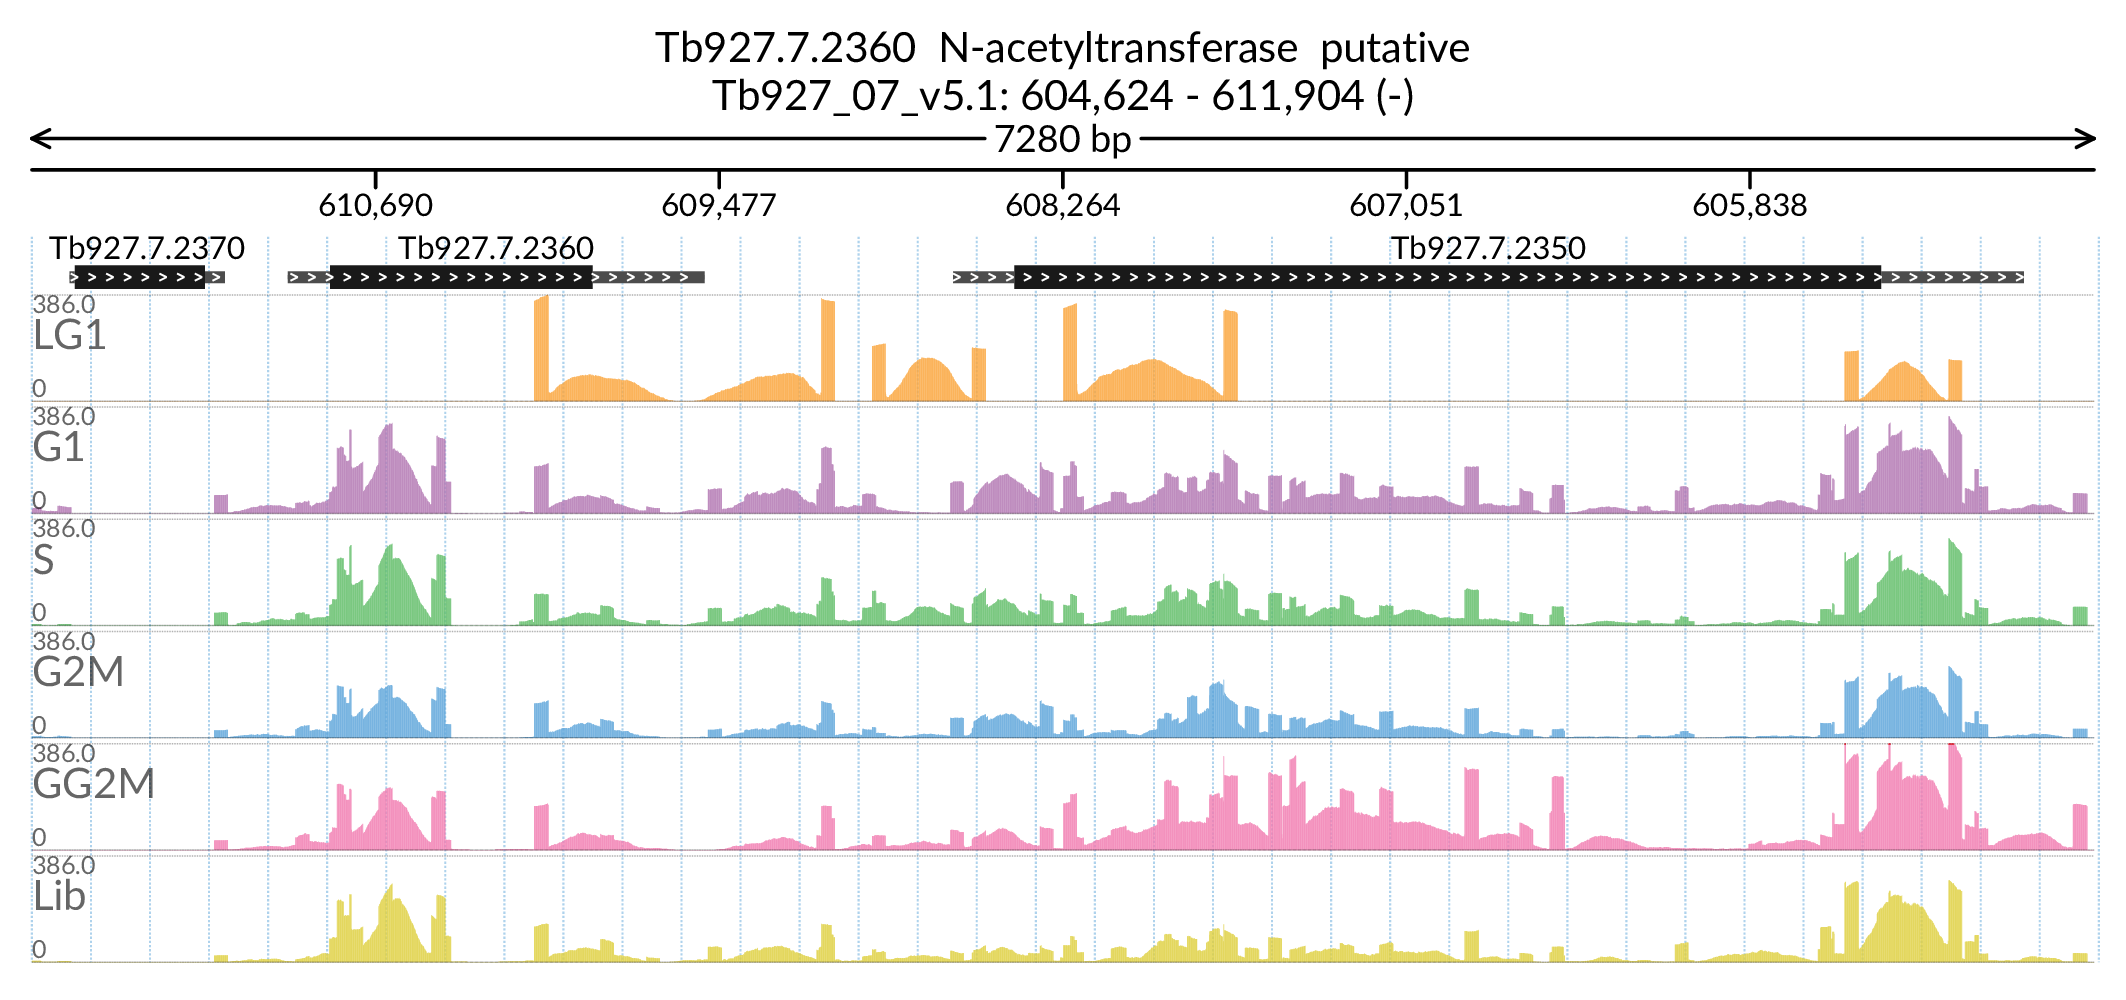 Tb927.7.2360 N-acetyltransferase putative
Tb927_07_v5.1: 604,624 - 611,904 (-)
7280 bp
610,690 609,477 608,264 607,051 605,838
Tb927.7.2370 Tb927.7.2360 Tb927.7.2350
386.0
LG1
0
386.0
G1
0
386.0
S
0
386.0
G2M
0
386.0
GG2M
0
386.0
Lib
0